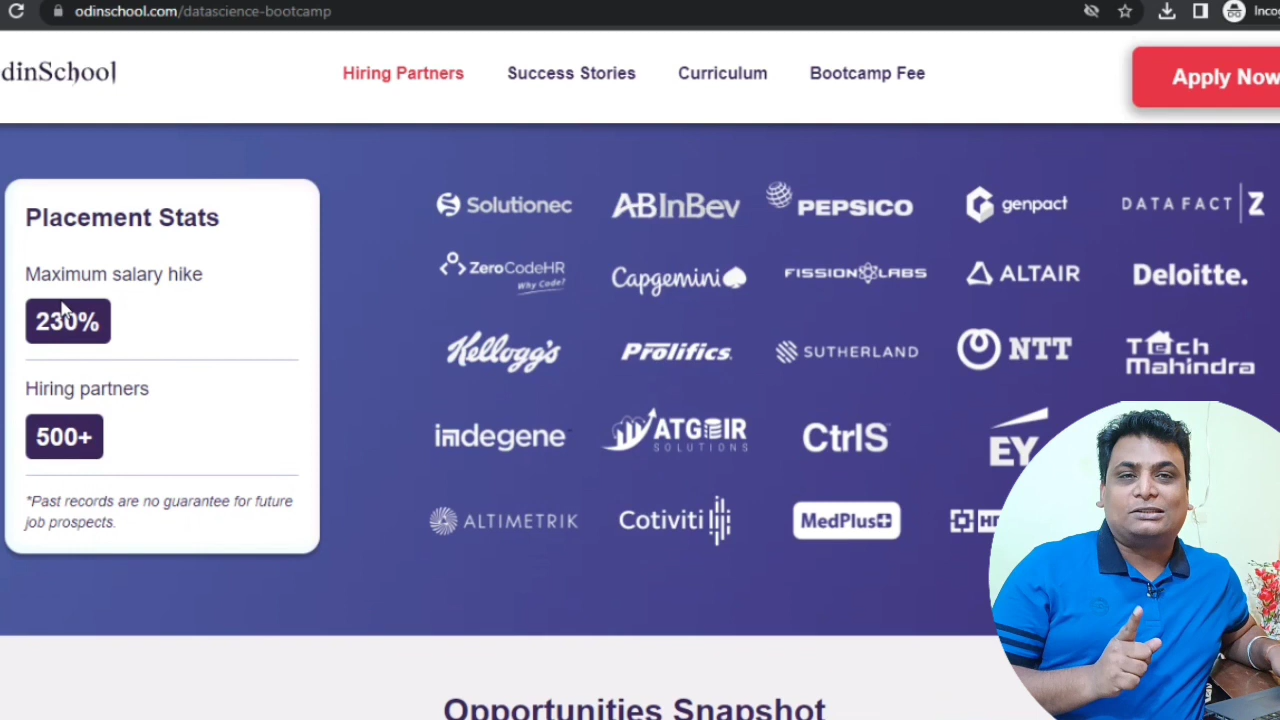 odinschool.com/datascience-bootcamp
dinSchool
Hiring Partners
Success Stories
Curriculum
Bootcamp Fee
Apply Now
Placement Stats
Maximum salary hike
230%
Hiring partners
500+
*Past records are no guarantee for future
job prospects.
Solutionec
ABInBev
PEPSICO
genpact
DATA FACT Z
ZeroCodeHR
Why Code?
Capgemini
FISSION LABS
ALTAIR
Deloitte.
Kellogg's
Prolifics.
SUTHERLAND
NTT
Tech
Mahindra
indegene
ATGEIR
SOLUTIONS
CtrlS
EY
ALTIMETRIK
Cotiviti
MedPlus
Opportunities Snapshot